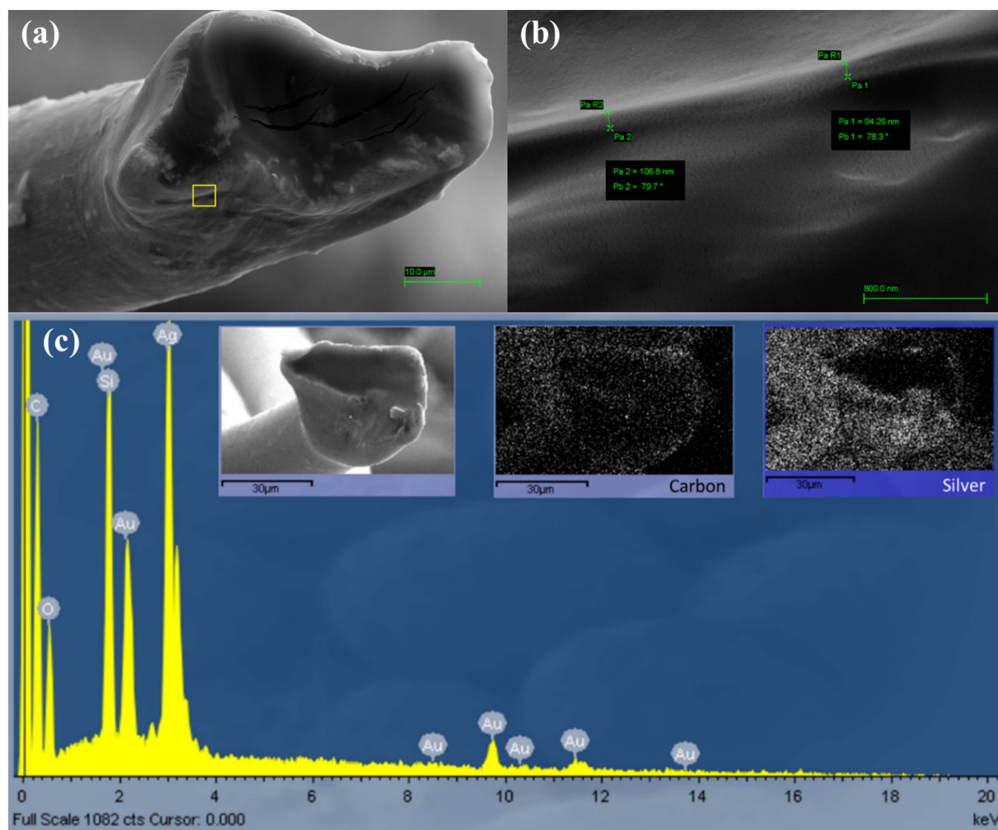 (a)
10.0 µm
(b)
Pa R1
Pa 1
Pa R2
Pa 2
Pa 1 = 94.26 nm
Pb 1 = 78.3 °
Pa 2 = 106.8 nm
Pb 2 = 79.7 °
800.0 nm
(c)
Au
Ag
Si
C
Au
O
Au
Au
Au
Au
Au
30µm
30µm
Carbon
30µm
Silver
0 2 4 6 8 10 12 14 16 18 20
Full Scale 1082 cts Cursor: 0.000
keV